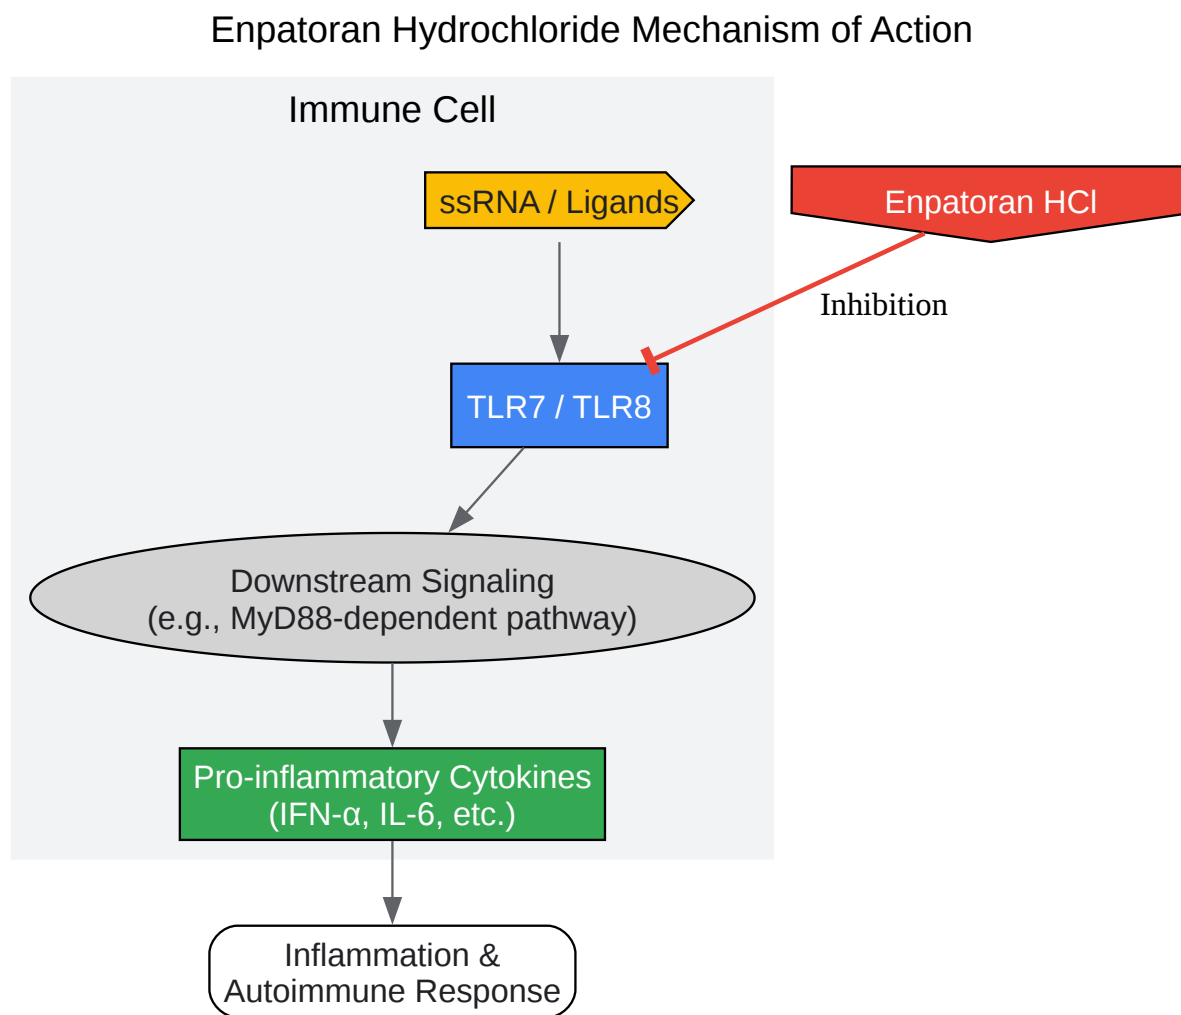 Enpatoran Hydrochloride Mechanism of Action
Immune Cell
ssRNA / Ligands
Enpatoran HCl
Inhibition
TLR7 / TLR8
Downstream Signaling
(e.g., MyD88-dependent pathway)
Pro-inflammatory Cytokines
(IFN-α, IL-6, etc.)
Inflammation &
Autoimmune Response